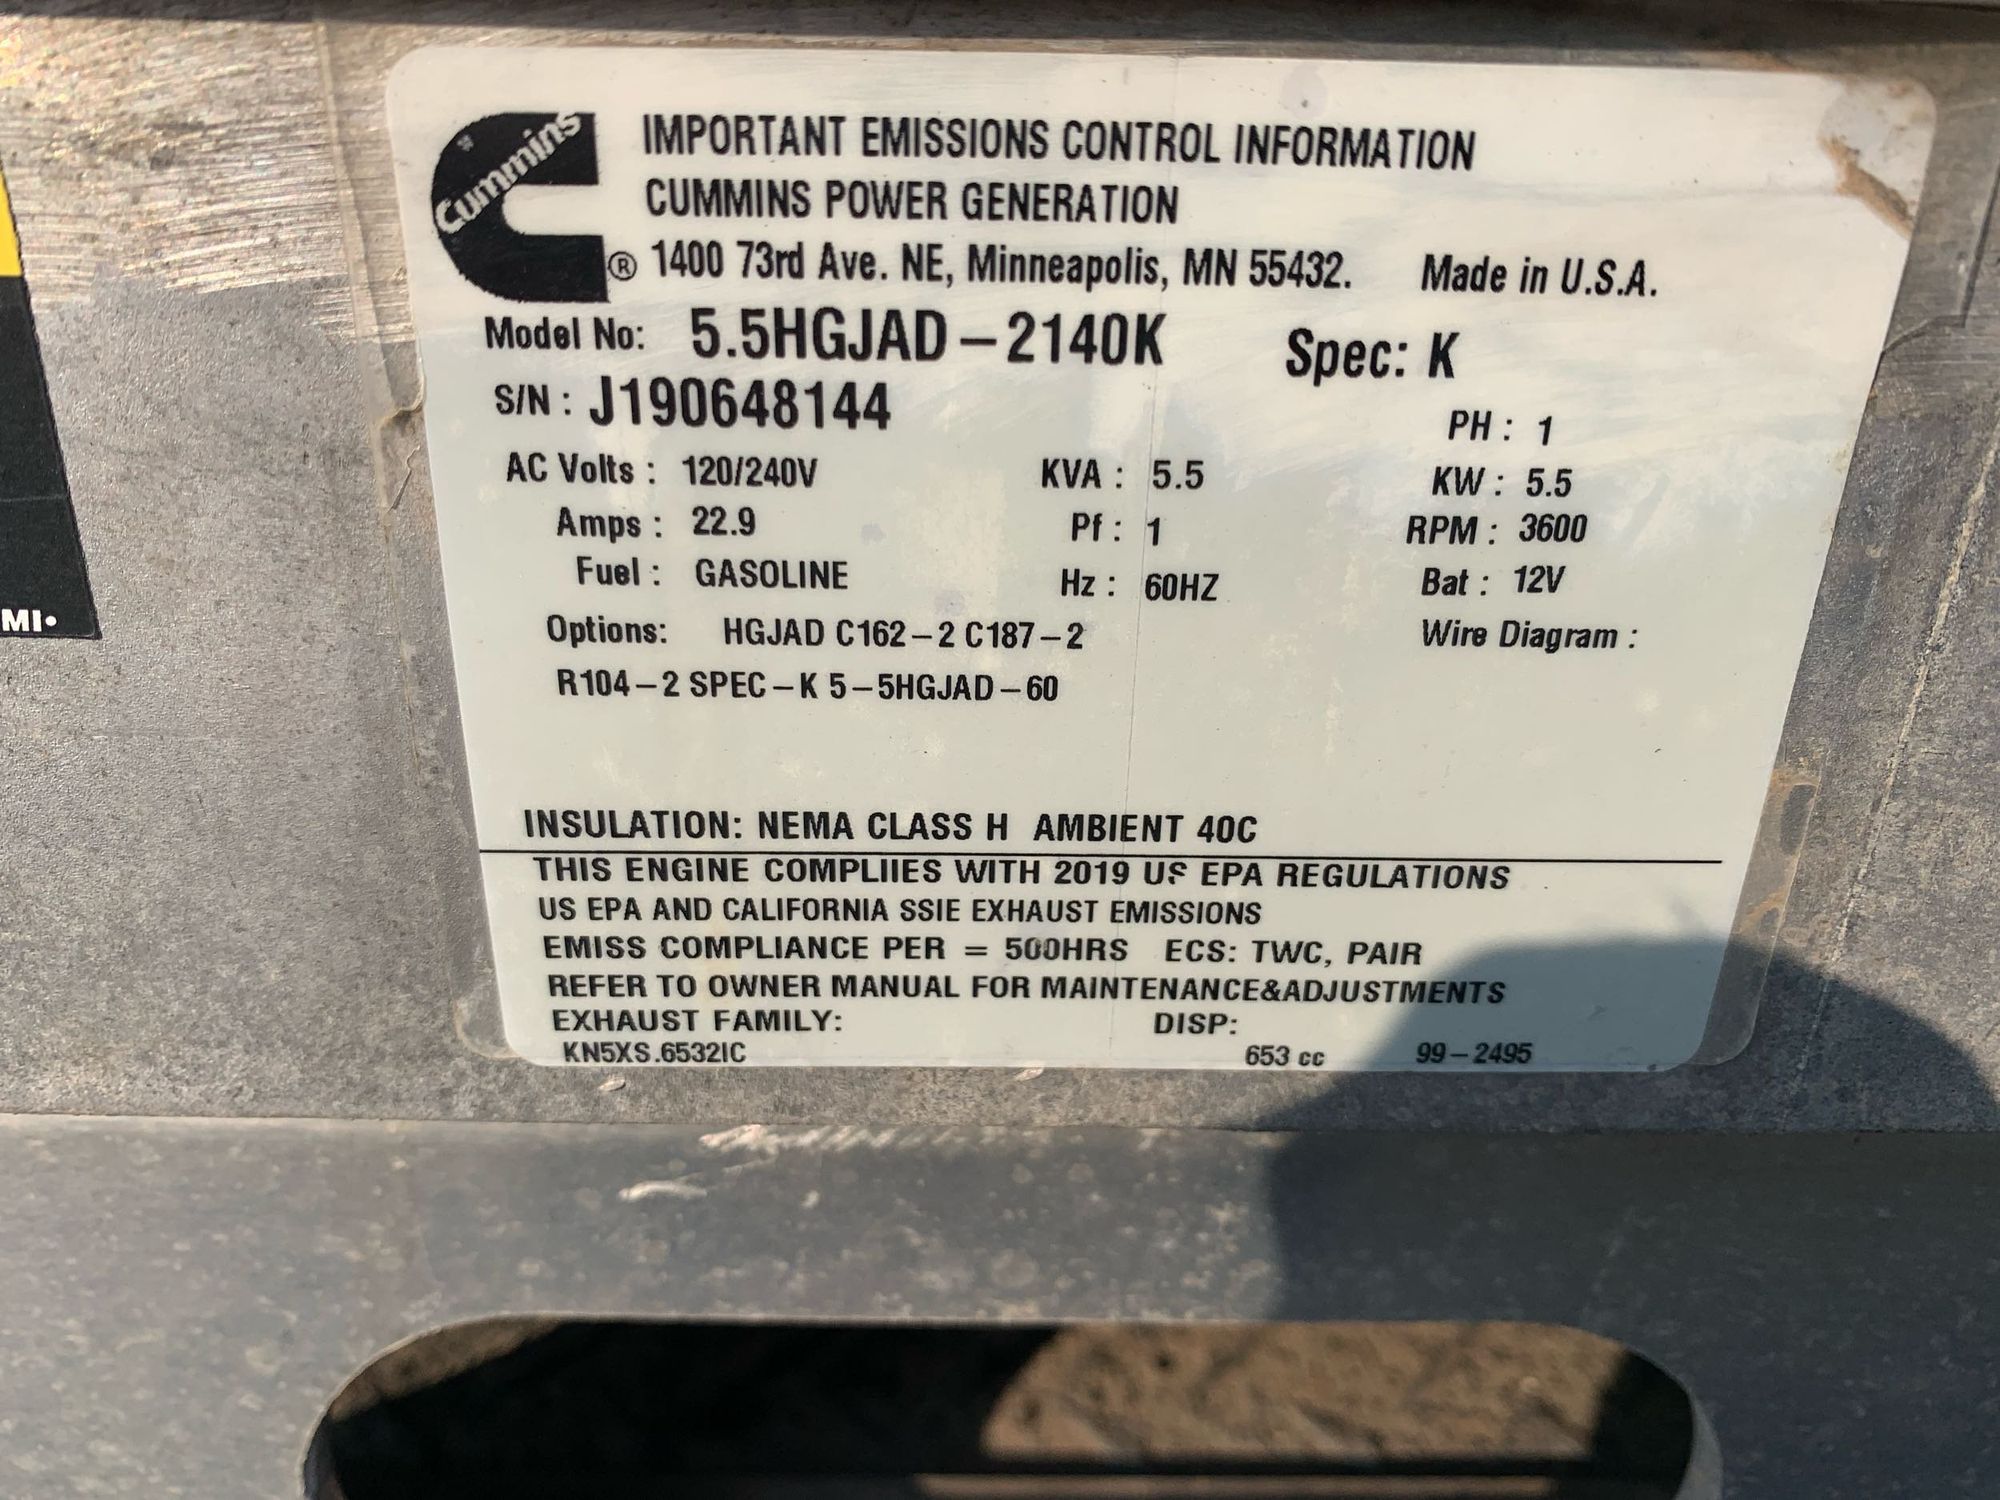 Cummins
®
IMPORTANT EMISSIONS CONTROL INFORMATION
CUMMINS POWER GENERATION
1400 73rd Ave. NE, Minneapolis, MN 55432. Made in U.S.A.
Model No: 5.5HGJAD-2140K Spec: K
S/N: J190648144 PH: 1
AC Volts: 120/240V KVA: 5.5 KW: 5.5
Amps: 22.9 Pf: 1 RPM: 3600
Fuel: GASOLINE Hz: 60HZ Bat: 12V
Options: HGJAD C162-2 C187-2 Wire Diagram:
R104-2 SPEC-K 5-5HGJAD-60
INSULATION: NEMA CLASS H AMBIENT 40C
THIS ENGINE COMPLIIES WITH 2019 US EPA REGULATIONS
US EPA AND CALIFORNIA SSIE EXHAUST EMISSIONS
EMISS COMPLIANCE PER = 500HRS ECS: TWC, PAIR
REFER TO OWNER MANUAL FOR MAINTENANCE&ADJUSTMENTS
EXHAUST FAMILY: DISP:
KN5XS.6532IC 653 cc 99-2495
MI•